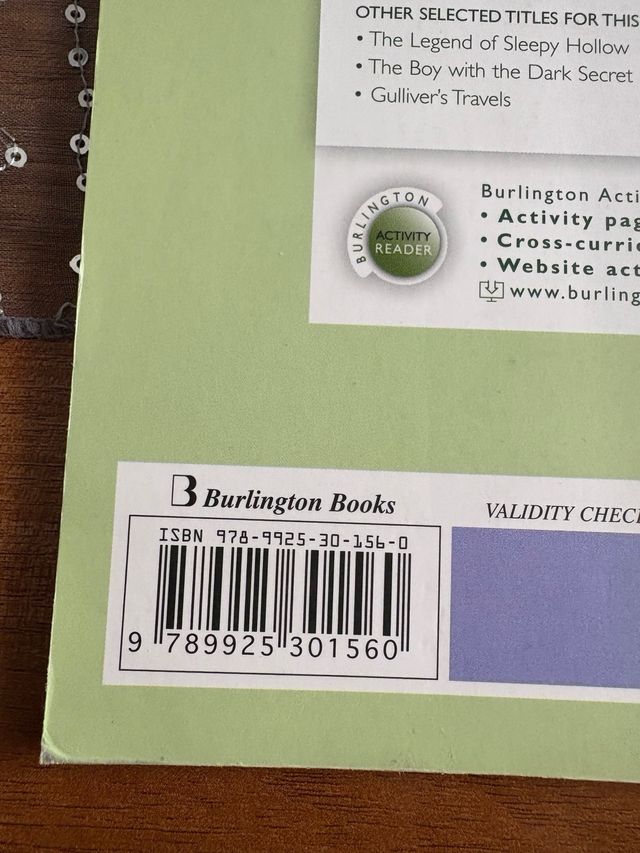 OTHER SELECTED TITLES FOR THIS
• The Legend of Sleepy Hollow
• The Boy with the Dark Secret
• Gulliver's Travels
BURLINGTON
ACTIVITY
READER
Burlington Acti
• Activity pag
• Cross-curric
• Website act
www.burling
B Burlington Books
VALIDITY CHEC
ISBN 978-9925-30-156-0
9 789925 301560